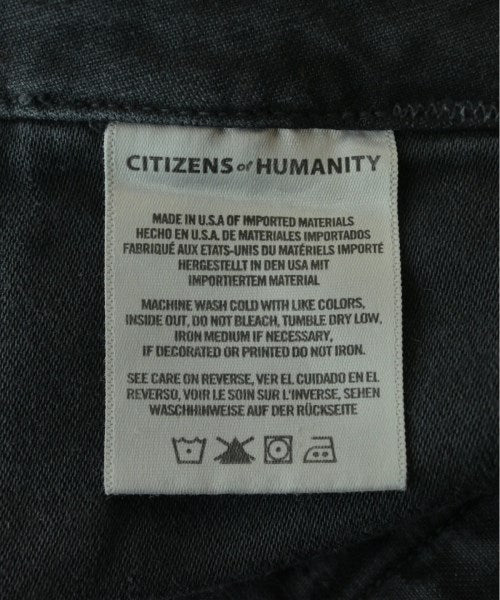 CITIZENS of HUMANITY
MADE IN U.S.A OF IMPORTED MATERIALS
HECHO EN U.S.A. DE MATERIALES IMPORTADOS
FABRIQUÉ AUX ETATS-UNIS DU MATÉRIELS IMPORTÉ
HERGESTELLT IN DEN USA MIT
IMPORTIERTEM MATERIAL
MACHINE WASH COLD WITH LIKE COLORS,
INSIDE OUT, DO NOT BLEACH, TUMBLE DRY LOW,
IRON MEDIUM IF NECESSARY,
IF DECORATED OR PRINTED DO NOT IRON.
SEE CARE ON REVERSE, VER EL CUIDADO EN EL
REVERSO, VOIR LE SOIN SUR L'INVERSE, SEHEN
WASCHHINWEISE AUF DER RÜCKSEITE